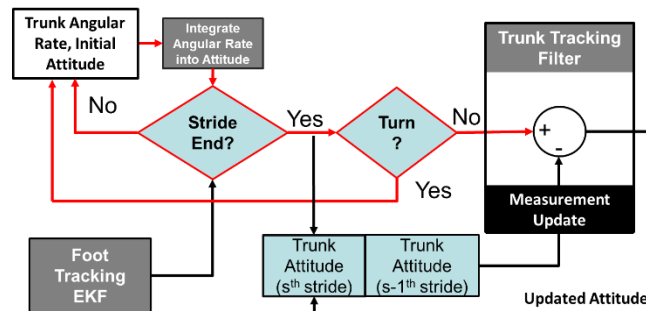 Trunk Angular
Rate, Initial
Attitude
Integrate
Angular Rate
into Attitude
Trunk Tracking
Filter
No
Stride
End?
Yes
Turn
?
No
+
-
Yes
Measurement
Update
Foot
Tracking
EKF
Trunk
Attitude
(sth stride)
Trunk
Attitude
(s-1th stride)
Updated Attitude